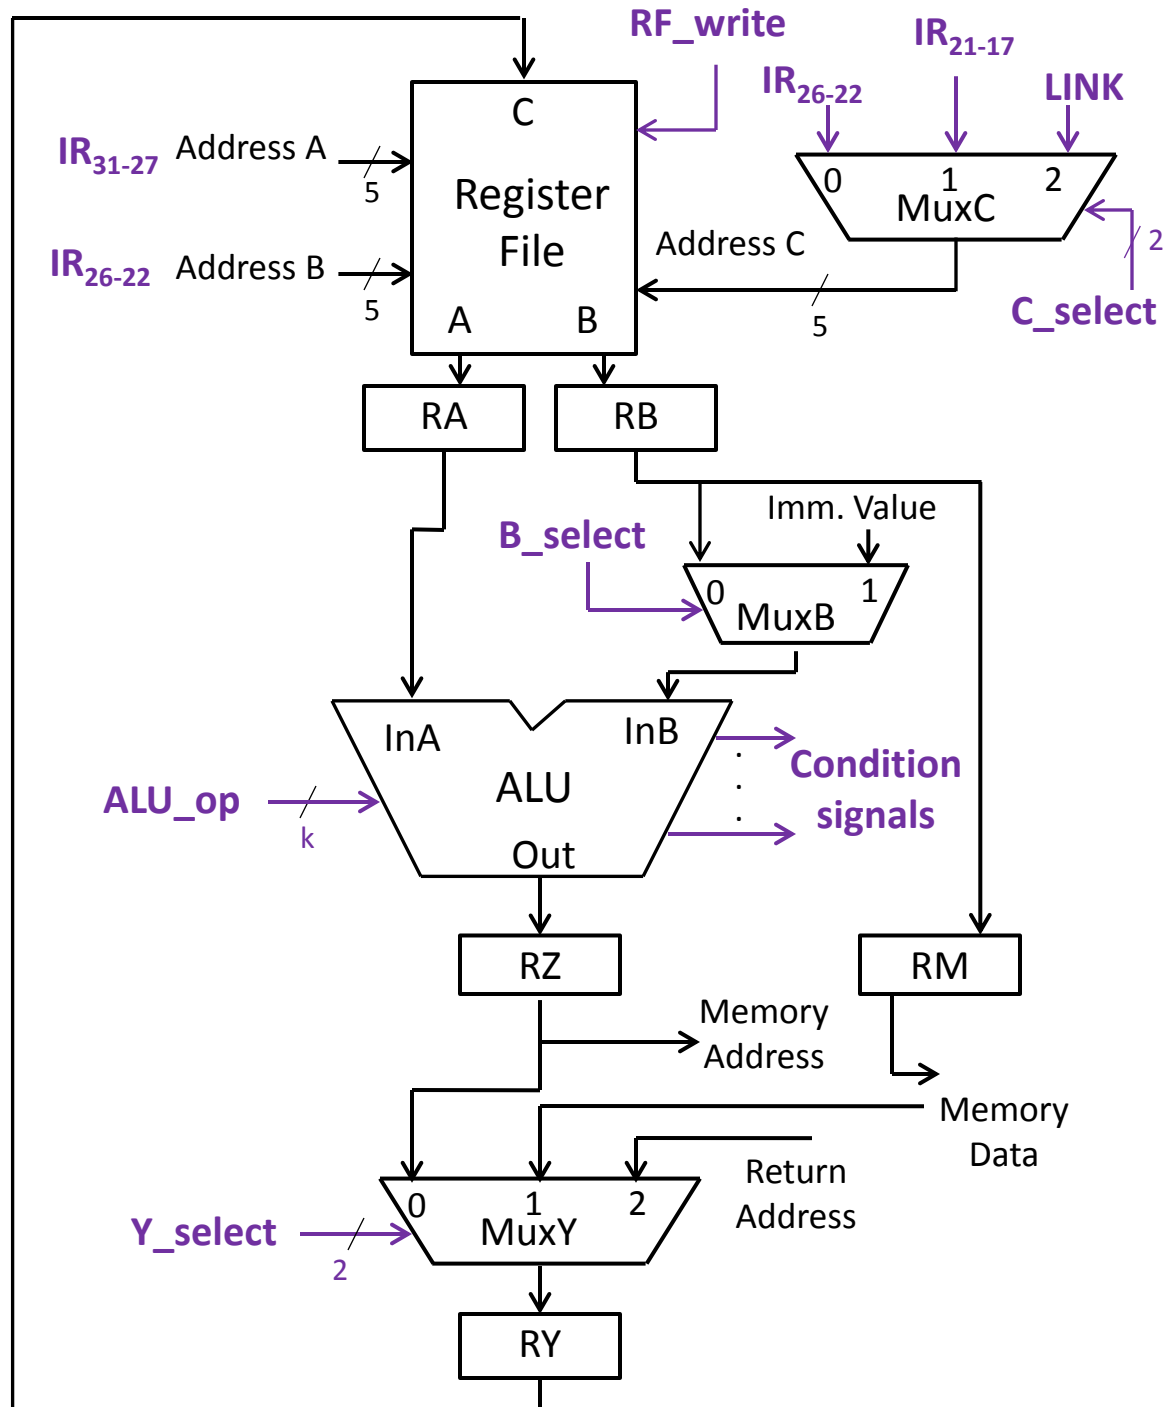 RF_write
IR21-17
IR26-22
LINK
C
IR31-27 Address A
5
0 1 2
MuxC
Register
File
IR26-22 Address B
5
Address C
5
2
C_select
A B
RA
RB
Imm. Value
B_select
0 1
MuxB
InA InB
ALU
Out
ALU_op
k
Condition
signals
.
.
.
RZ
RM
Memory
Address
Memory
Data
Return
Address
0 1 2
MuxY
Y_select
2
RY